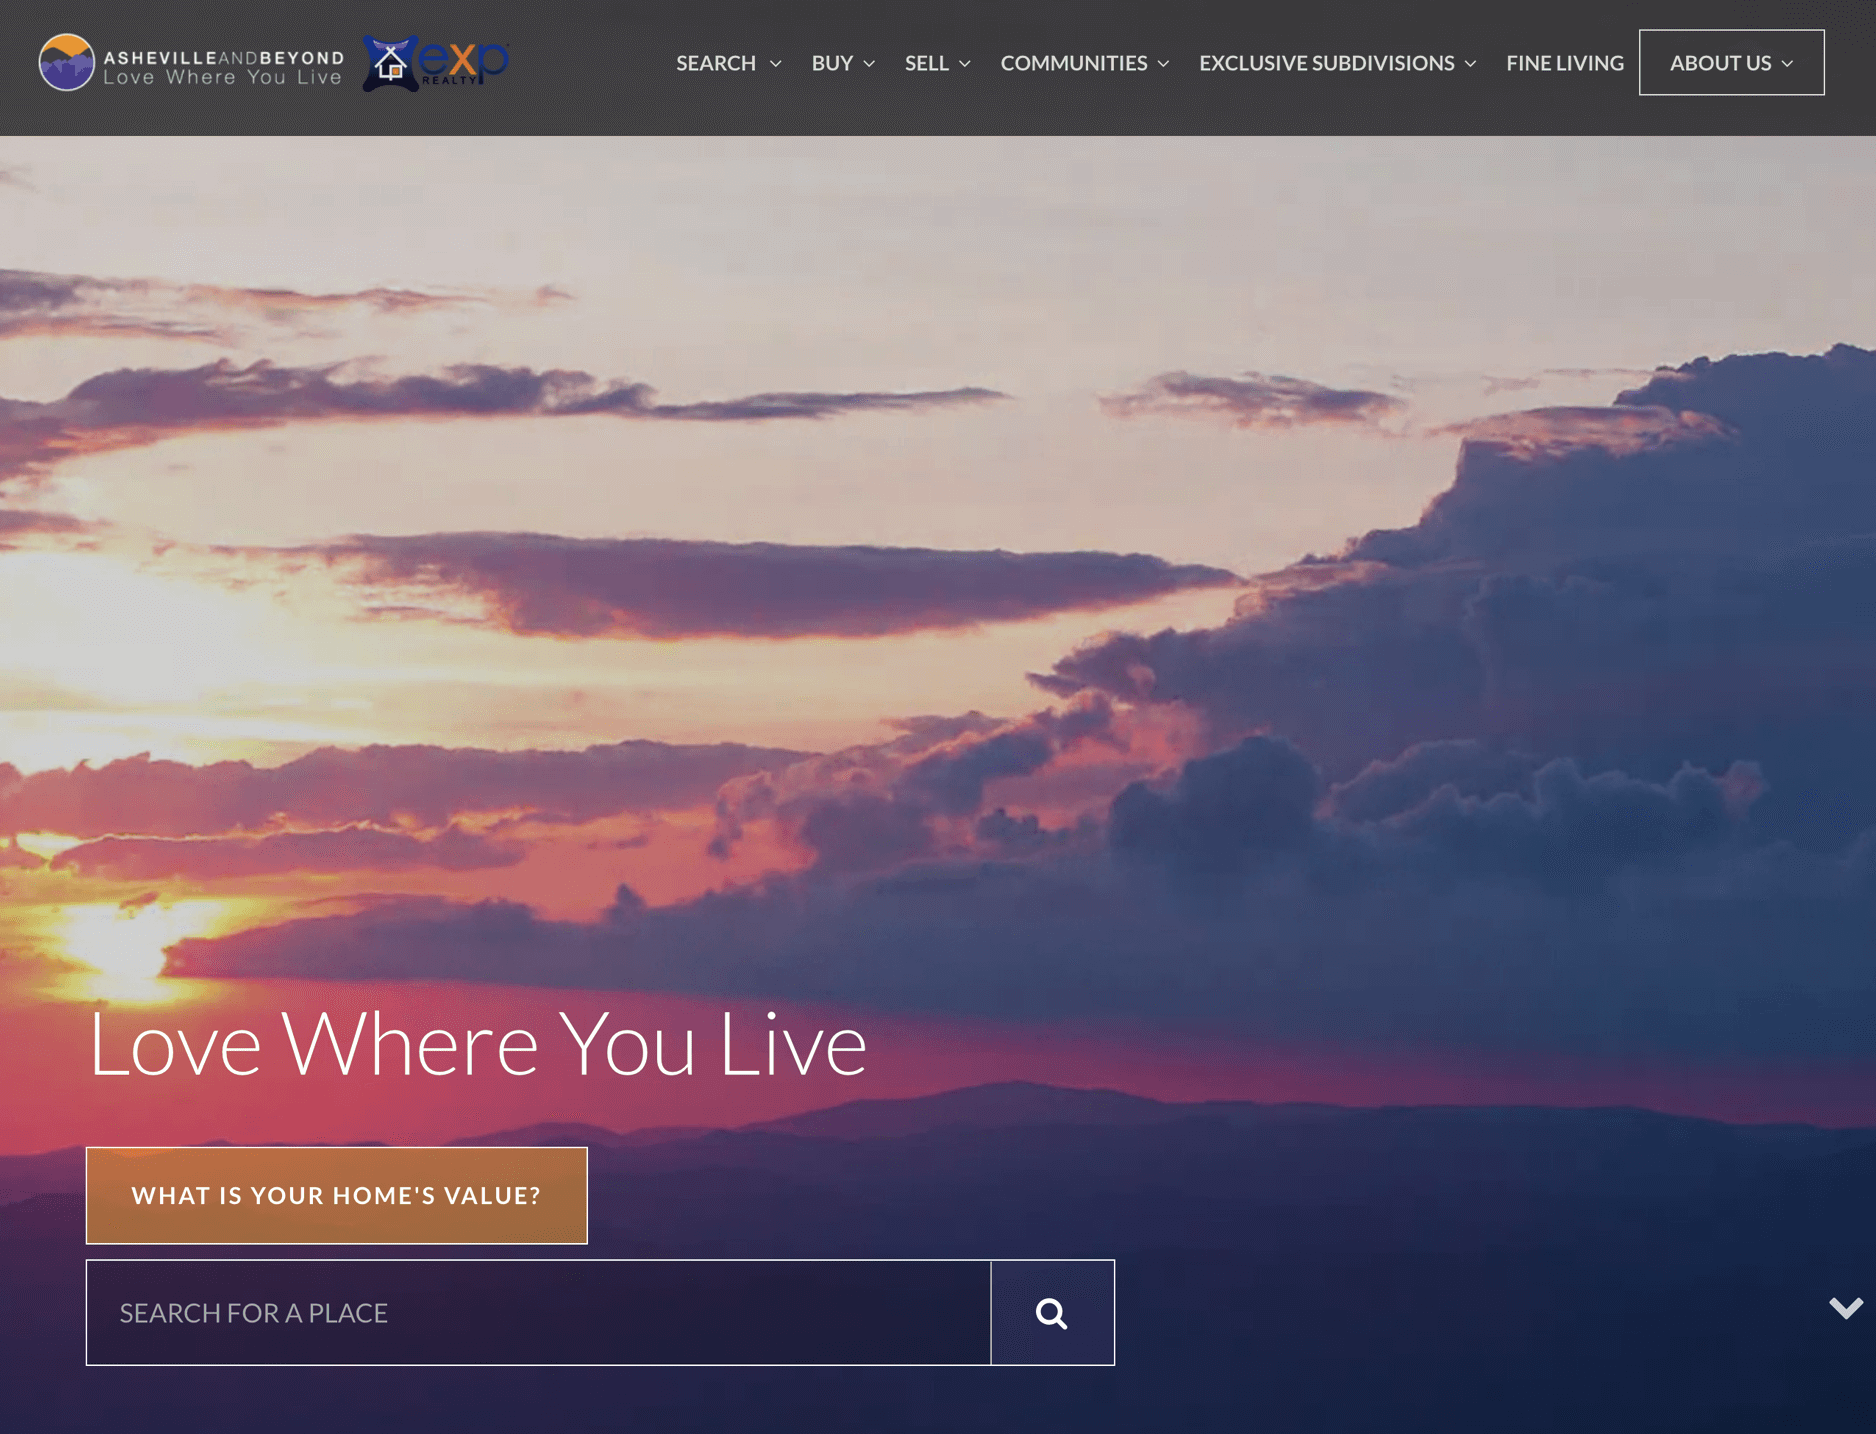 ASHEVILLEANDBEYOND
Love Where You Live
eXp
REALTY
SEARCH
BUY
SELL
COMMUNITIES
EXCLUSIVE SUBDIVISIONS
FINE LIVING
ABOUT US
Love Where You Live
WHAT IS YOUR HOME'S VALUE?
SEARCH FOR A PLACE